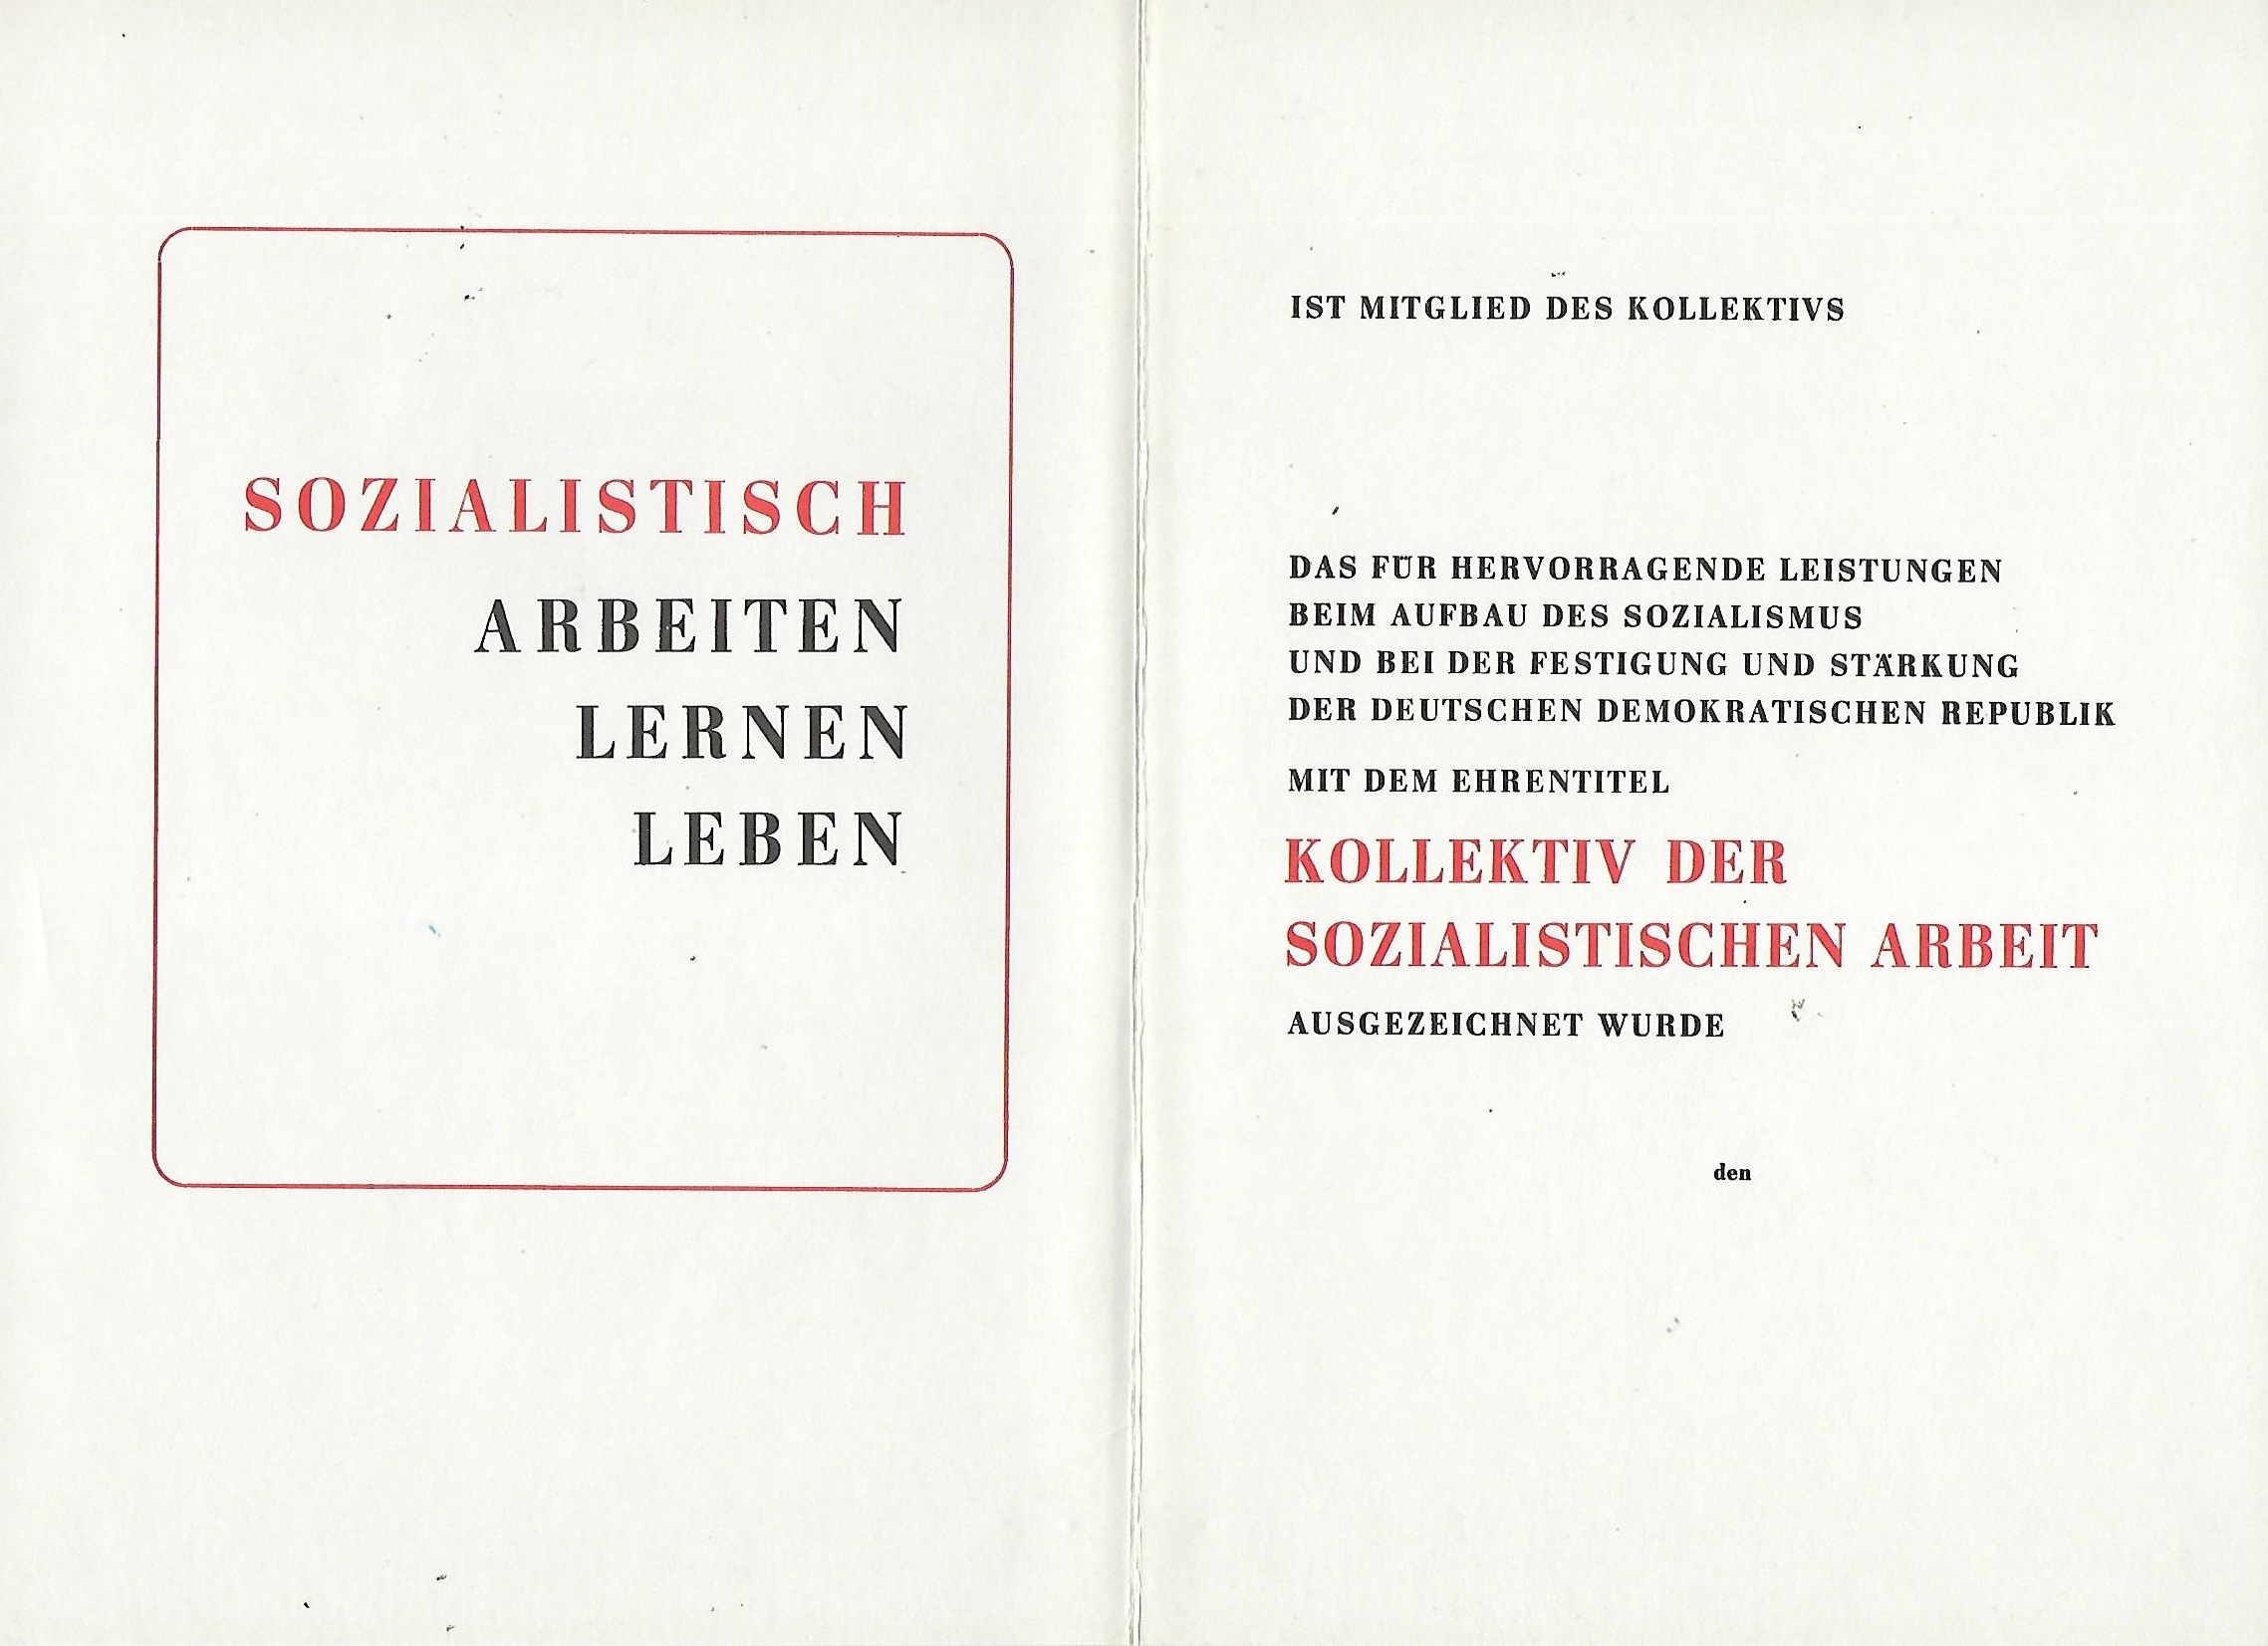 SOZIALISTISCH
ARBEITEN
LERNEN
LEBEN
IST MITGLIED DES KOLLEKTIVS
DAS FÜR HERVORRAGENDE LEISTUNGEN
BEIM AUFBAU DES SOZIALISMUS
UND BEI DER FESTIGUNG UND STÄRKUNG
DER DEUTSCHEN DEMOKRATISCHEN REPUBLIK
MIT DEM EHRENTITEL
KOLLEKTIV DER
SOZIALISTISCHEN ARBEIT
AUSGEZEICHNET WURDE
den